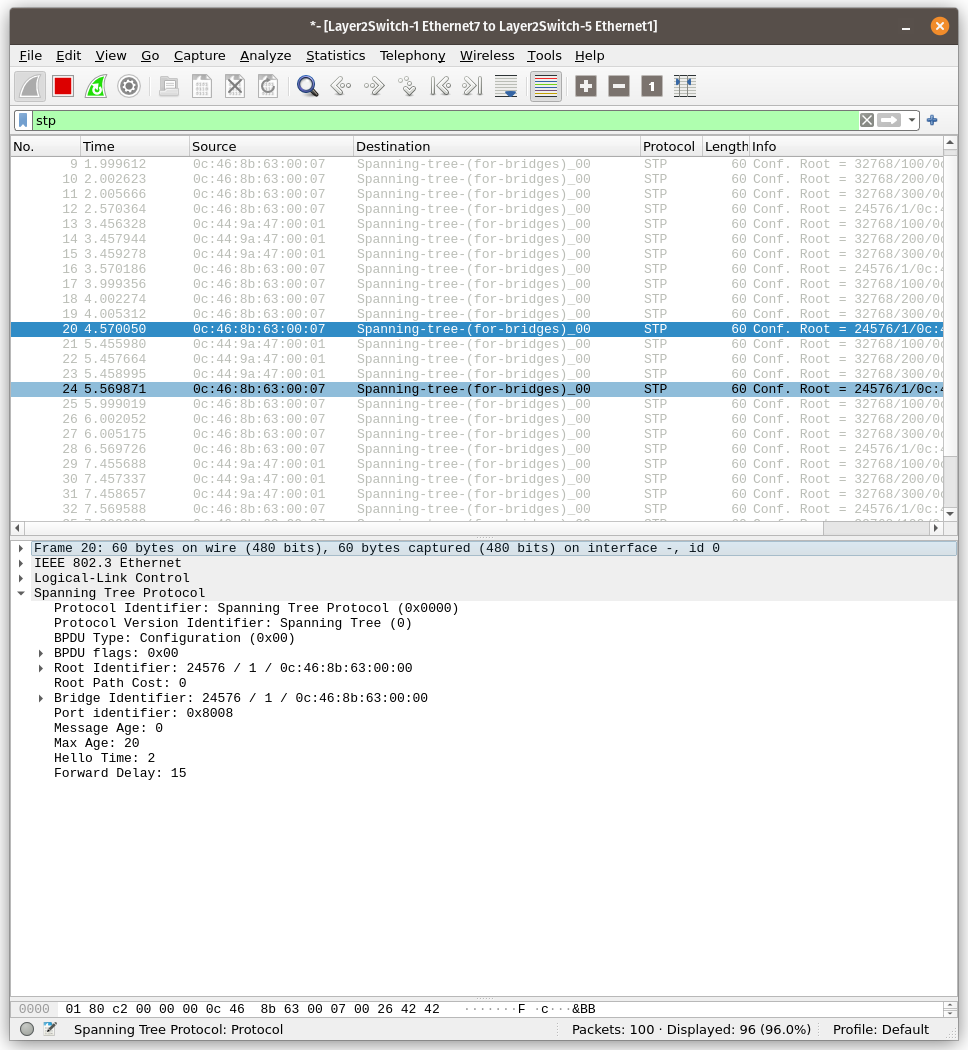 *- [Layer2Switch-1 Ethernet7 to Layer2Switch-5 Ethernet1]
File Edit View Go Capture Analyze Statistics Telephony Wireless Tools Help
stp
No. Time Source Destination Protocol Length Info
9 1.999612 0c:46:8b:63:00:07 Spanning-tree-(for-bridges)_00 STP 60 Conf. Root = 32768/100/0c
10 2.002623 0c:46:8b:63:00:07 Spanning-tree-(for-bridges)_00 STP 60 Conf. Root = 32768/200/0c
11 2.005666 0c:46:8b:63:00:07 Spanning-tree-(for-bridges)_00 STP 60 Conf. Root = 32768/300/0c
12 2.570364 0c:46:8b:63:00:07 Spanning-tree-(for-bridges)_00 STP 60 Conf. Root = 24576/1/0c:4
13 3.456328 0c:44:9a:47:00:01 Spanning-tree-(for-bridges)_00 STP 60 Conf. Root = 32768/100/0c
14 3.457944 0c:44:9a:47:00:01 Spanning-tree-(for-bridges)_00 STP 60 Conf. Root = 32768/200/0c
15 3.459278 0c:44:9a:47:00:01 Spanning-tree-(for-bridges)_00 STP 60 Conf. Root = 32768/300/0c
16 3.570186 0c:46:8b:63:00:07 Spanning-tree-(for-bridges)_00 STP 60 Conf. Root = 24576/1/0c:4
17 3.999356 0c:46:8b:63:00:07 Spanning-tree-(for-bridges)_00 STP 60 Conf. Root = 32768/100/0c
18 4.002274 0c:46:8b:63:00:07 Spanning-tree-(for-bridges)_00 STP 60 Conf. Root = 32768/200/0c
19 4.005312 0c:46:8b:63:00:07 Spanning-tree-(for-bridges)_00 STP 60 Conf. Root = 32768/300/0c
20 4.570050 0c:46:8b:63:00:07 Spanning-tree-(for-bridges)_00 STP 60 Conf. Root = 24576/1/0c:4
21 5.455980 0c:44:9a:47:00:01 Spanning-tree-(for-bridges)_00 STP 60 Conf. Root = 32768/100/0c
22 5.457664 0c:44:9a:47:00:01 Spanning-tree-(for-bridges)_00 STP 60 Conf. Root = 32768/200/0c
23 5.458995 0c:44:9a:47:00:01 Spanning-tree-(for-bridges)_00 STP 60 Conf. Root = 32768/300/0c
24 5.569871 0c:46:8b:63:00:07 Spanning-tree-(for-bridges)_00 STP 60 Conf. Root = 24576/1/0c:4
25 5.999019 0c:46:8b:63:00:07 Spanning-tree-(for-bridges)_00 STP 60 Conf. Root = 32768/100/0c
26 6.002052 0c:46:8b:63:00:07 Spanning-tree-(for-bridges)_00 STP 60 Conf. Root = 32768/200/0c
27 6.005175 0c:46:8b:63:00:07 Spanning-tree-(for-bridges)_00 STP 60 Conf. Root = 32768/300/0c
28 6.569726 0c:46:8b:63:00:07 Spanning-tree-(for-bridges)_00 STP 60 Conf. Root = 24576/1/0c:4
29 7.455688 0c:44:9a:47:00:01 Spanning-tree-(for-bridges)_00 STP 60 Conf. Root = 32768/100/0c
30 7.457337 0c:44:9a:47:00:01 Spanning-tree-(for-bridges)_00 STP 60 Conf. Root = 32768/200/0c
31 7.458657 0c:44:9a:47:00:01 Spanning-tree-(for-bridges)_00 STP 60 Conf. Root = 32768/300/0c
32 7.569588 0c:46:8b:63:00:07 Spanning-tree-(for-bridges)_00 STP 60 Conf. Root = 24576/1/0c:4
Frame 20: 60 bytes on wire (480 bits), 60 bytes captured (480 bits) on interface -, id 0
IEEE 802.3 Ethernet
Logical-Link Control
Spanning Tree Protocol
Protocol Identifier: Spanning Tree Protocol (0x0000)
Protocol Version Identifier: Spanning Tree (0)
BPDU Type: Configuration (0x00)
BPDU flags: 0x00
Root Identifier: 24576 / 1 / 0c:46:8b:63:00:00
Root Path Cost: 0
Bridge Identifier: 24576 / 1 / 0c:46:8b:63:00:00
Port identifier: 0x8008
Message Age: 0
Max Age: 20
Hello Time: 2
Forward Delay: 15
0000 01 80 c2 00 00 00 0c 46 8b 63 00 07 00 26 42 42 ·······F ·c···&BB
Spanning Tree Protocol: Protocol Packets: 100 · Displayed: 96 (96.0%) Profile: Default